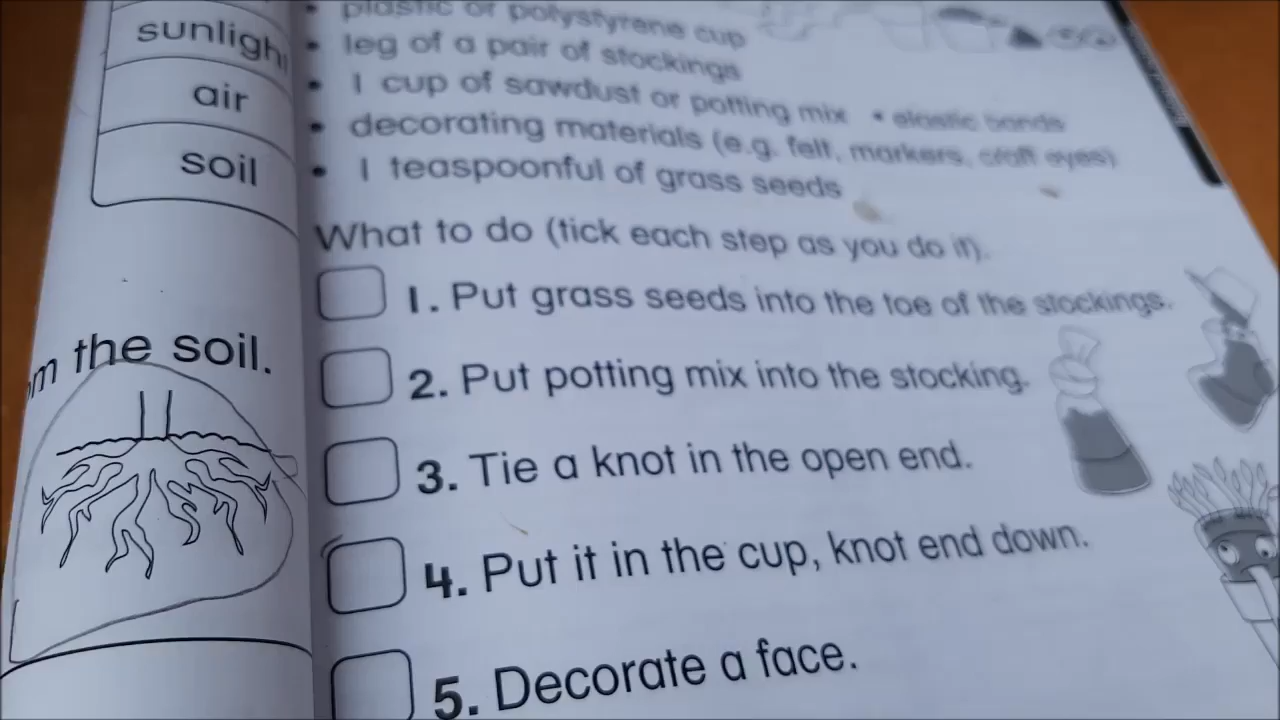 sunlight
air
soil
m the soil.
plastic or polystyrene cup
leg of a pair of stockings
1 cup of sawdust or potting mix • elastic bands
decorating materials (e.g. felt, markers, craft eyes)
1 teaspoonful of grass seeds
What to do (tick each step as you do it).
1. Put grass seeds into the toe of the stockings.
2. Put potting mix into the stocking.
3. Tie a knot in the open end.
4. Put it in the cup, knot end down.
5. Decorate a face.